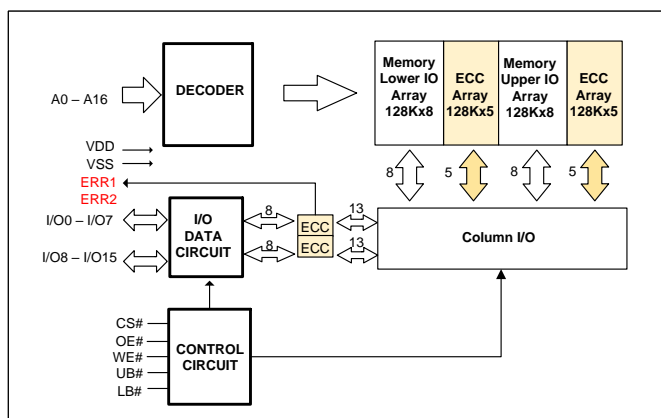 A0 – A16
DECODER
Memory
Lower IO
Array
128Kx8
ECC
Array
128Kx5
Memory
Upper IO
Array
128Kx8
ECC
Array
128Kx5
VDD
VSS
ERR1
ERR2
8
5
8
5
I/O0 – I/O7
I/O8 – I/O15
I/O
DATA
CIRCUIT
8
8
ECC
ECC
13
13
Column I/O
CS#
OE#
WE#
UB#
LB#
CONTROL
CIRCUIT